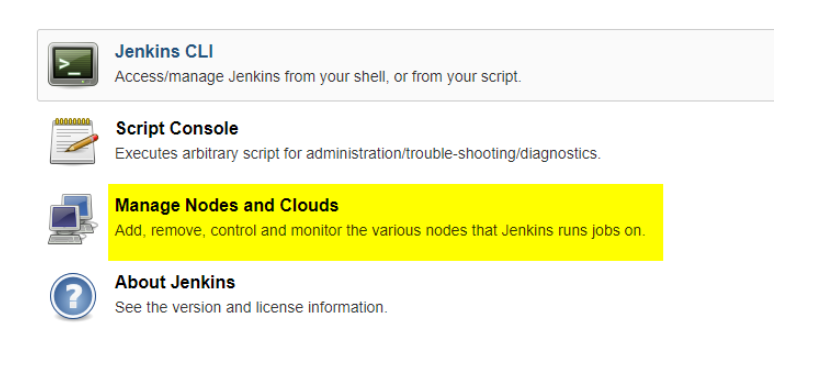 Jenkins CLI
Access/manage Jenkins from your shell, or from your script.
Script Console
Executes arbitrary script for administration/trouble-shooting/diagnostics.
Manage Nodes and Clouds
Add, remove, control and monitor the various nodes that Jenkins runs jobs on.
About Jenkins
See the version and license information.